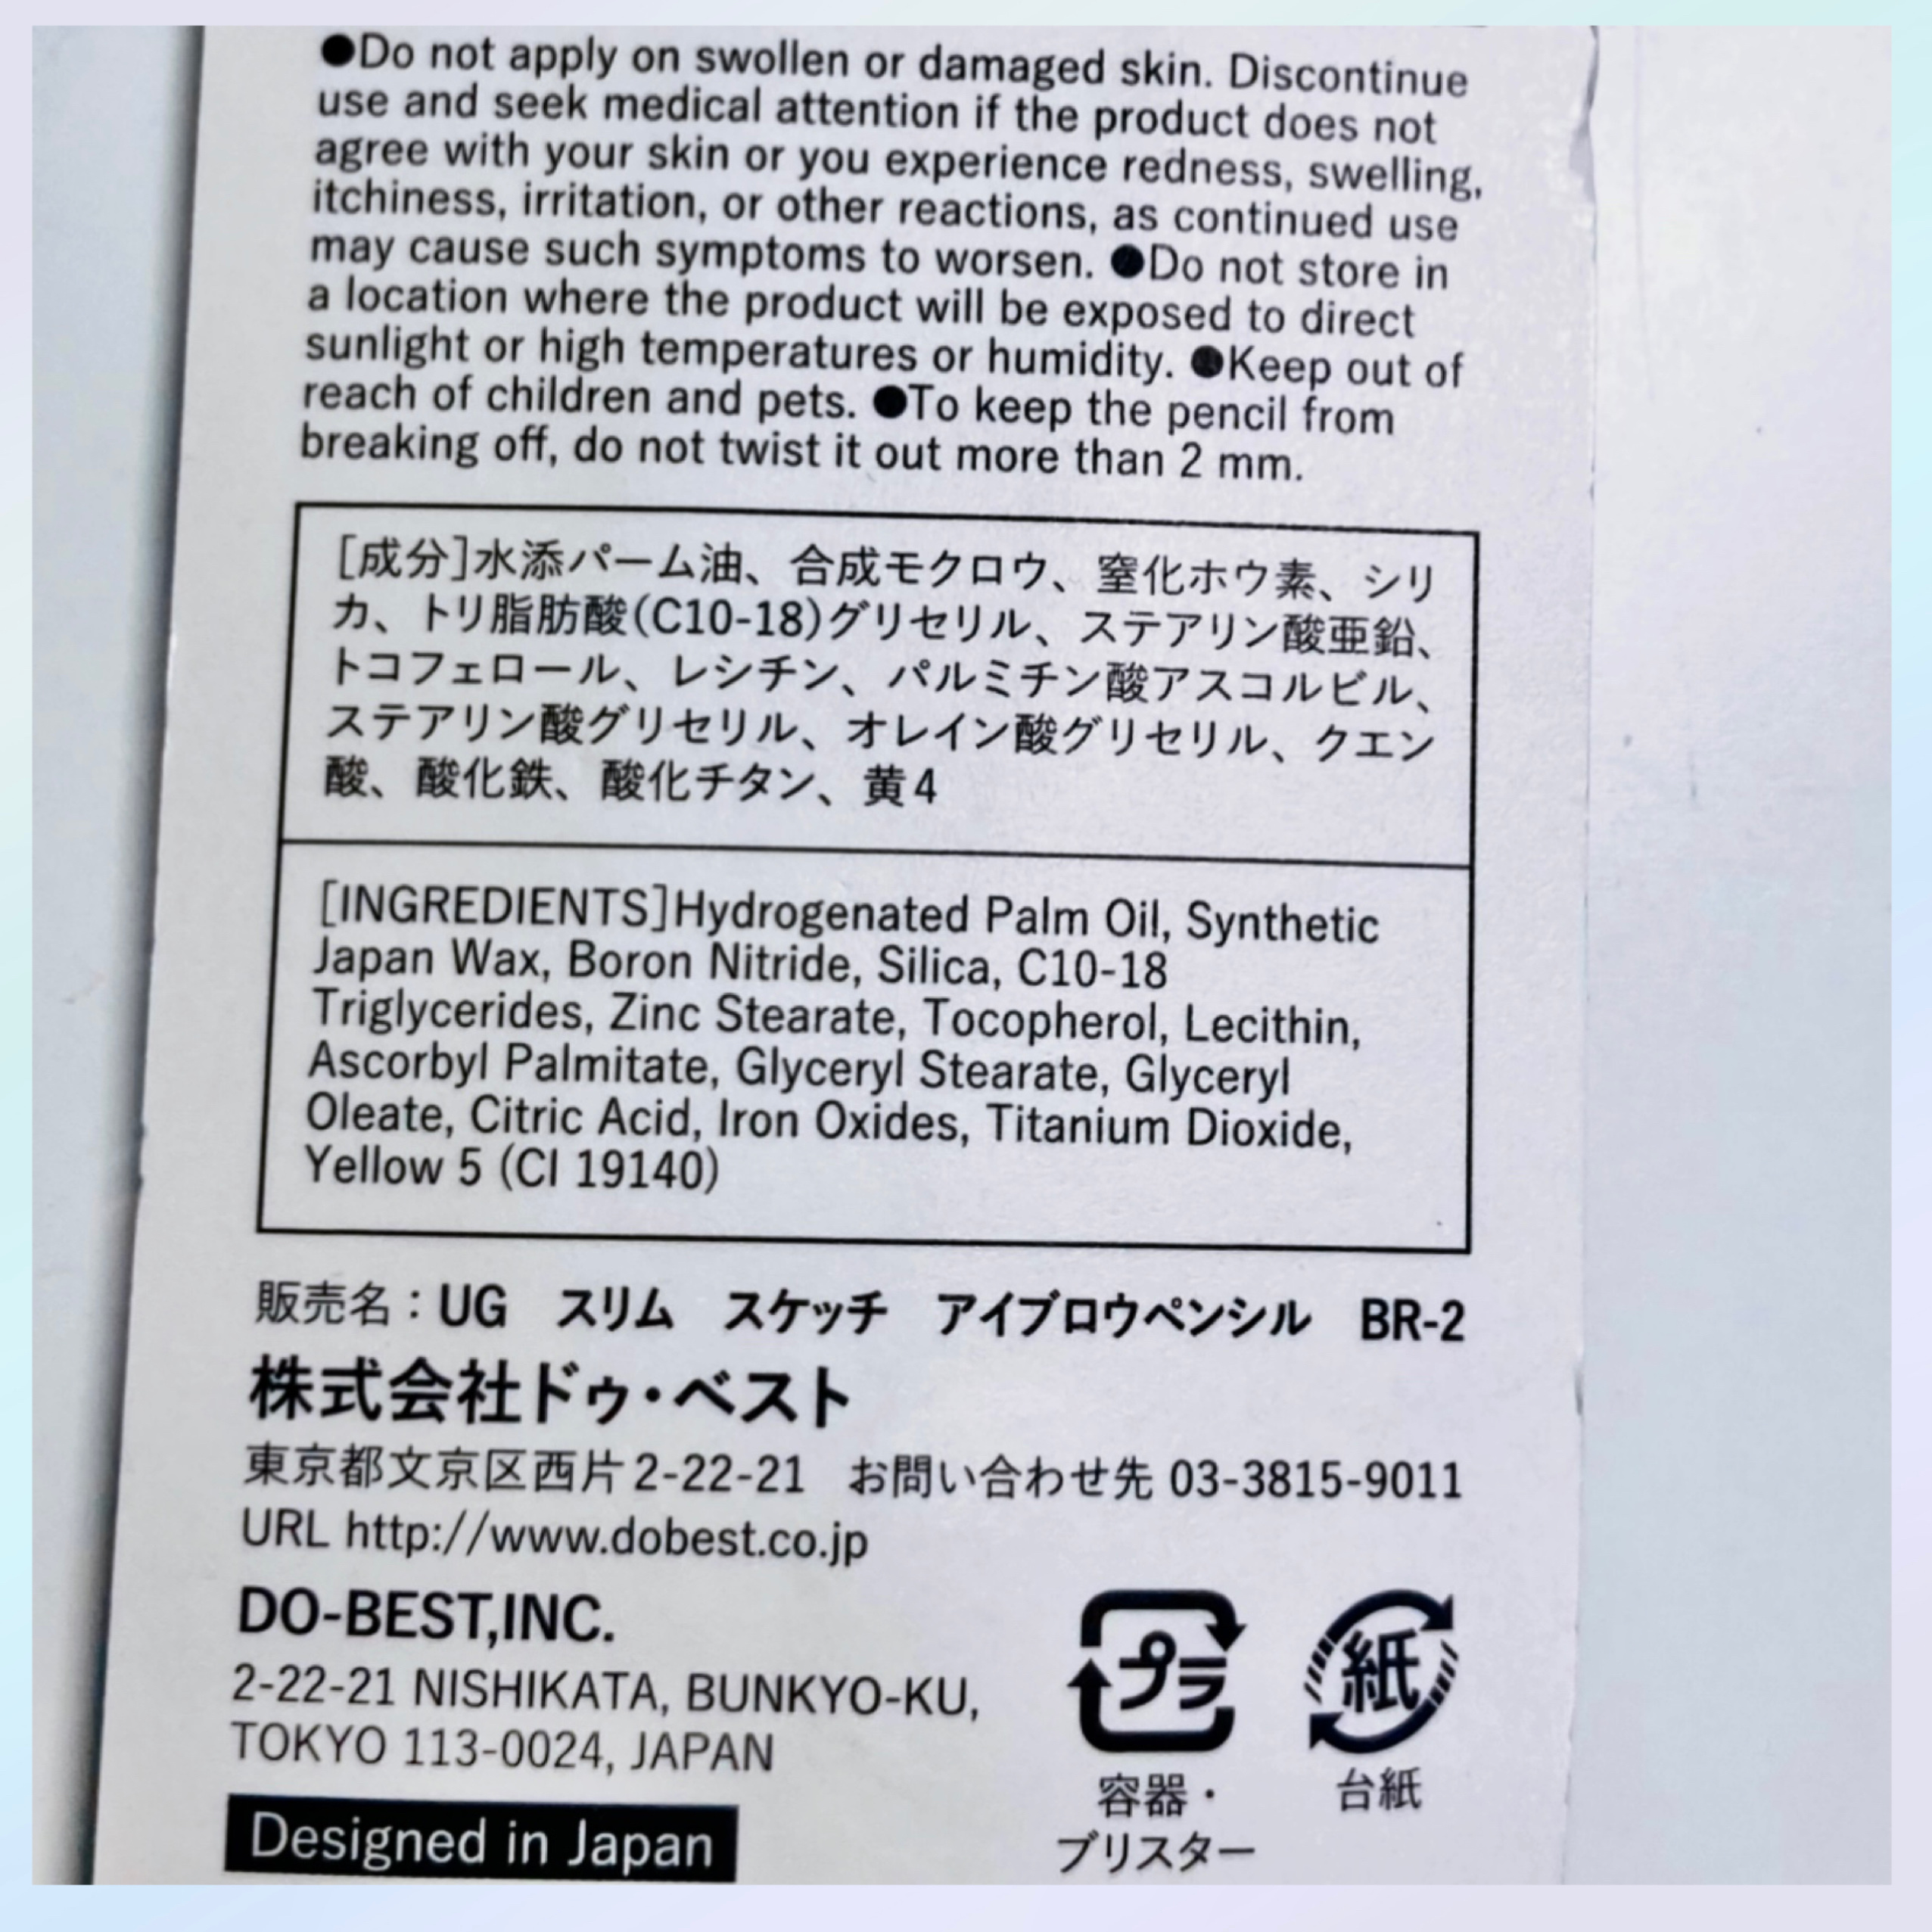 ●Do not apply on swollen or damaged skin. Discontinue
use and seek medical attention if the product does not
agree with your skin or you experience redness, swelling,
itchiness, irritation, or other reactions, as continued use
may cause such symptoms to worsen. ●Do not store in
a location where the product will be exposed to direct
sunlight or high temperatures or humidity. ●Keep out of
reach of children and pets. ●To keep the pencil from
breaking off, do not twist it out more than 2 mm.
[成分]水添パーム油、合成モクロウ、窒化ホウ素、シリ
カ、トリ脂肪酸(C10-18)グリセリル、ステアリン酸亜鉛、
トコフェロール、レシチン、パルミチン酸アスコルビル、
ステアリン酸グリセリル、オレイン酸グリセリル、クエン
酸、酸化鉄、酸化チタン、黄4
[INGREDIENTS]Hydrogenated Palm Oil, Synthetic
Japan Wax, Boron Nitride, Silica, C10-18
Triglycerides, Zinc Stearate, Tocopherol, Lecithin,
Ascorbyl Palmitate, Glyceryl Stearate, Glyceryl
Oleate, Citric Acid, Iron Oxides, Titanium Dioxide,
Yellow 5 (CI 19140)
販売名：UG スリム スケッチ アイブロウペンシル BR-2
株式会社ドゥ・ベスト
東京都文京区西片2-22-21 お問い合わせ先 03-3815-9011
URL http://www.dobest.co.jp
DO-BEST,INC.
2-22-21 NISHIKATA, BUNKYO-KU,
TOKYO 113-0024, JAPAN
Designed in Japan
プラ
容器・
ブリスター
紙
台紙